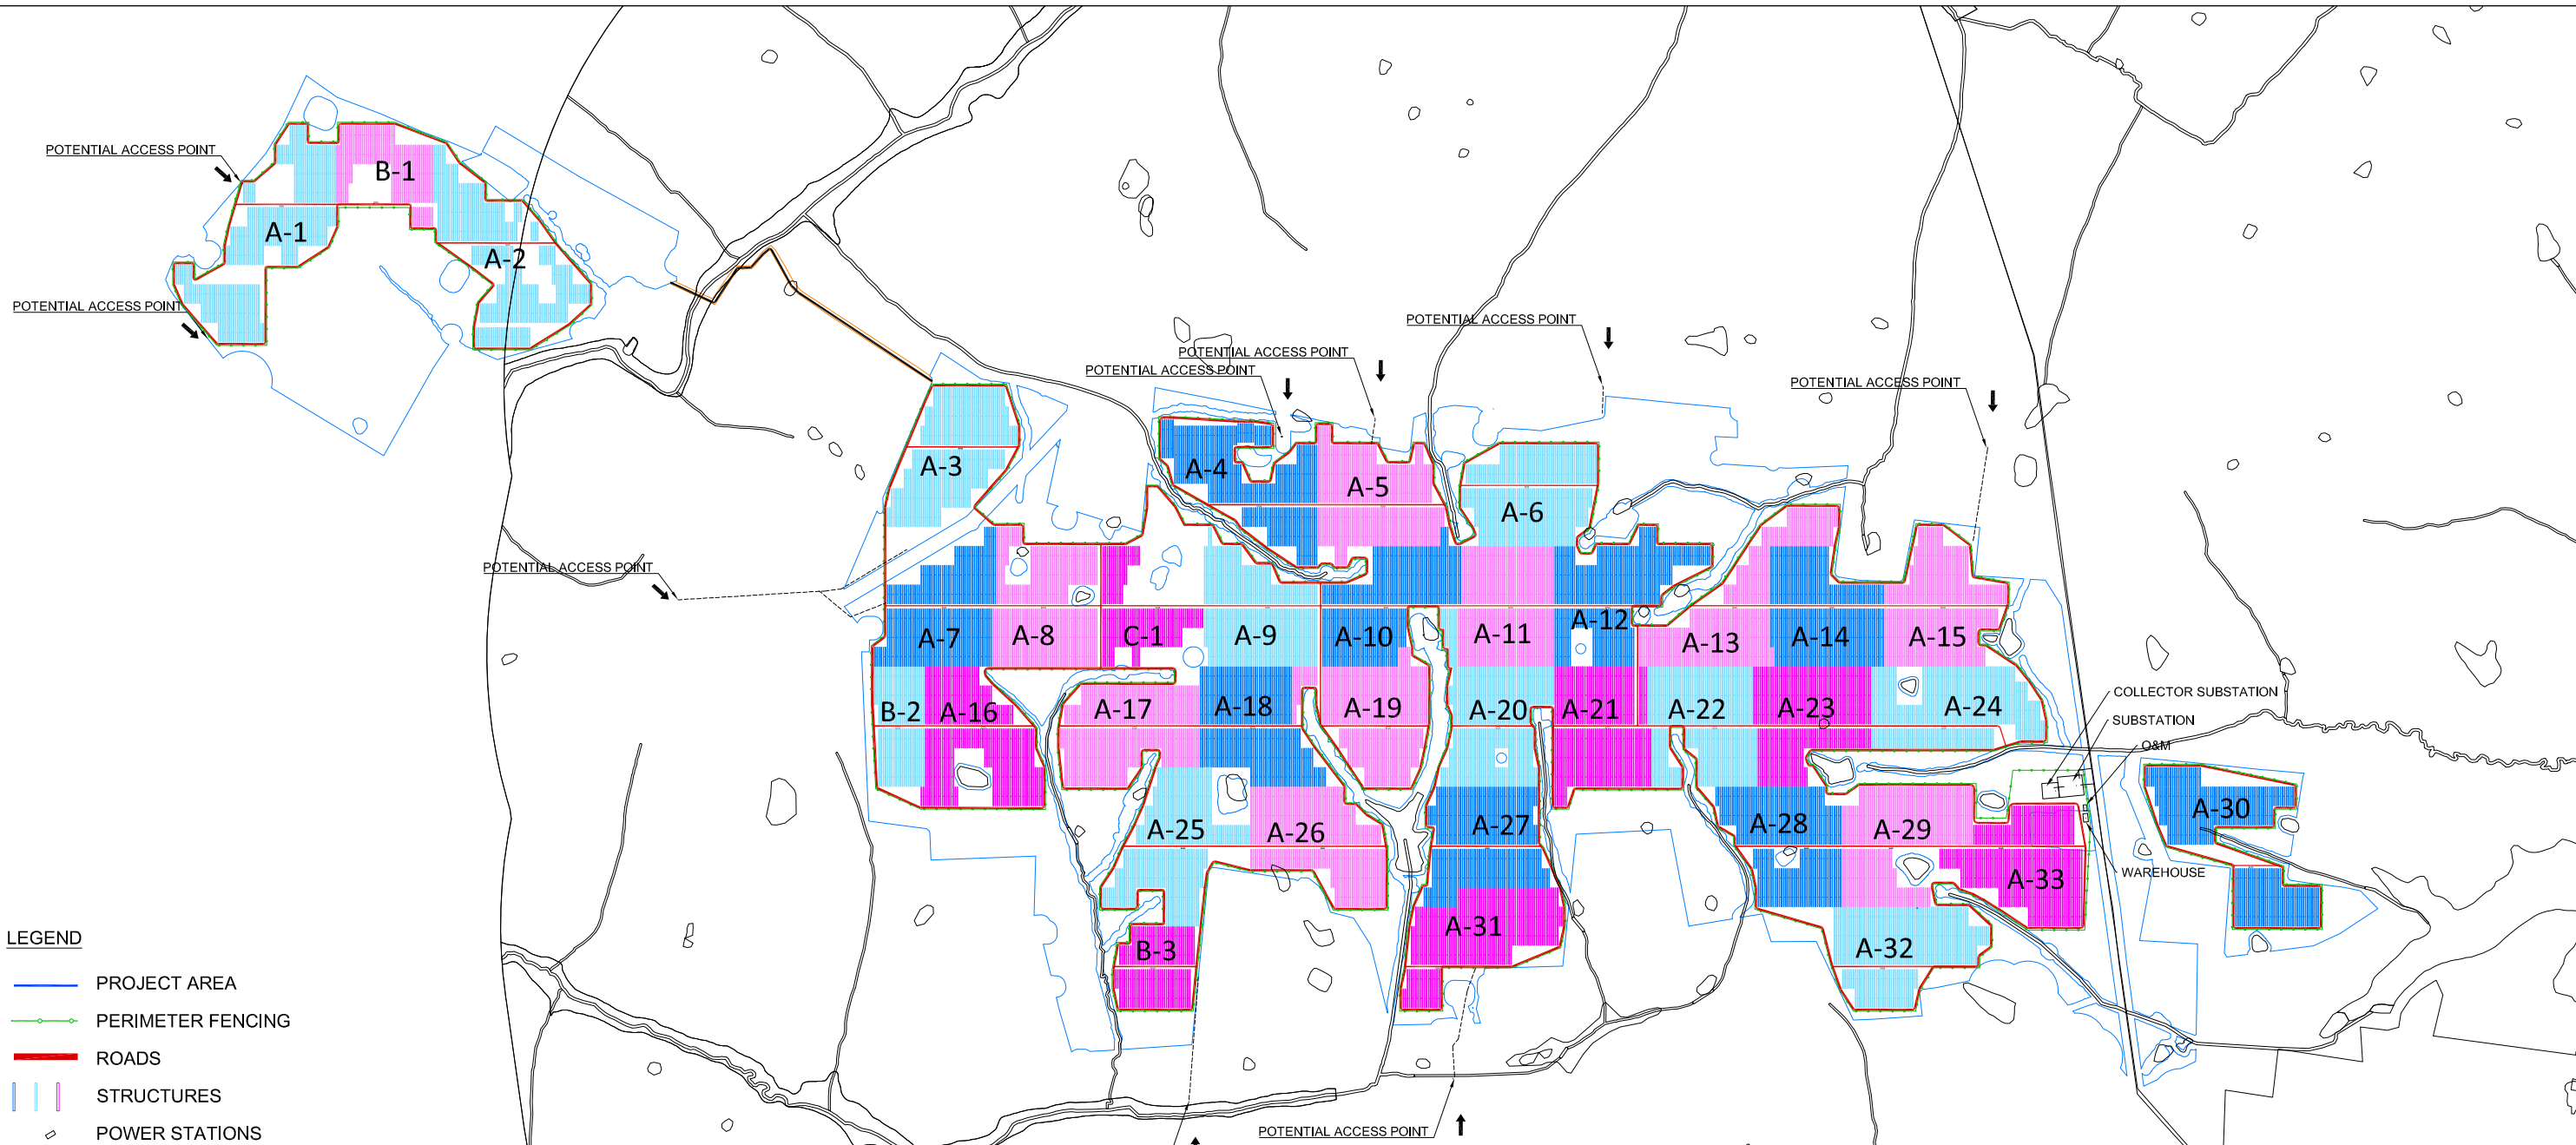 POTENTIAL ACCESS POINT
B-1
A-1
A-2
POTENTIAL ACCESS POINT
POTENTIAL ACCESS POINT
POTENTIAL ACCESS POINT
POTENTIAL ACCESS POINT
POTENTIAL ACCESS POINT
A-3
A-4
A-5
A-6
POTENTIAL ACCESS POINT
A-7
A-8
C-1
A-9
A-10
A-11
A-12
A-13
A-14
A-15
B-2
A-16
A-17
A-18
A-19
A-20
A-21
A-22
A-23
A-24
COLLECTOR SUBSTATION
SUBSTATION
O&M
A-25
A-26
A-27
A-28
A-29
A-30
WAREHOUSE
A-33
B-3
A-31
A-32
LEGEND
PROJECT AREA
PERIMETER FENCING
ROADS
STRUCTURES
POWER STATIONS
POTENTIAL ACCESS POINT